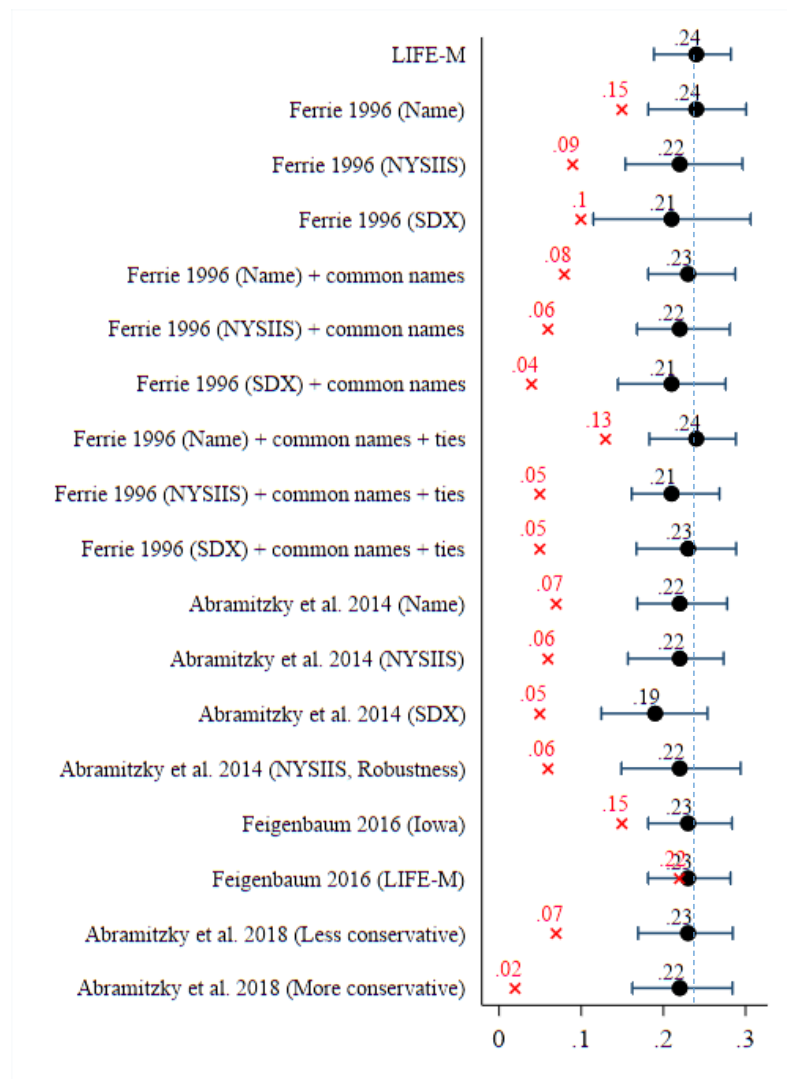 LIFE-M .24
Ferrie 1996 (Name) .15 .24
Ferrie 1996 (NYSIIS) .09 .22
Ferrie 1996 (SDX) .1 .21
Ferrie 1996 (Name) + common names .08 .23
Ferrie 1996 (NYSIIS) + common names .06 .22
Ferrie 1996 (SDX) + common names .04 .21
Ferrie 1996 (Name) + common names + ties .13 .24
Ferrie 1996 (NYSIIS) + common names + ties .05 .21
Ferrie 1996 (SDX) + common names + ties .05 .23
Abramitzky et al. 2014 (Name) .07 .22
Abramitzky et al. 2014 (NYSIIS) .06 .22
Abramitzky et al. 2014 (SDX) .05 .19
Abramitzky et al. 2014 (NYSIIS, Robustness) .06 .22
Feigenbaum 2016 (Iowa) .15 .23
Feigenbaum 2016 (LIFE-M) .22 .23
Abramitzky et al. 2018 (Less conservative) .07 .23
Abramitzky et al. 2018 (More conservative) .02 .22
0 .1 .2 .3